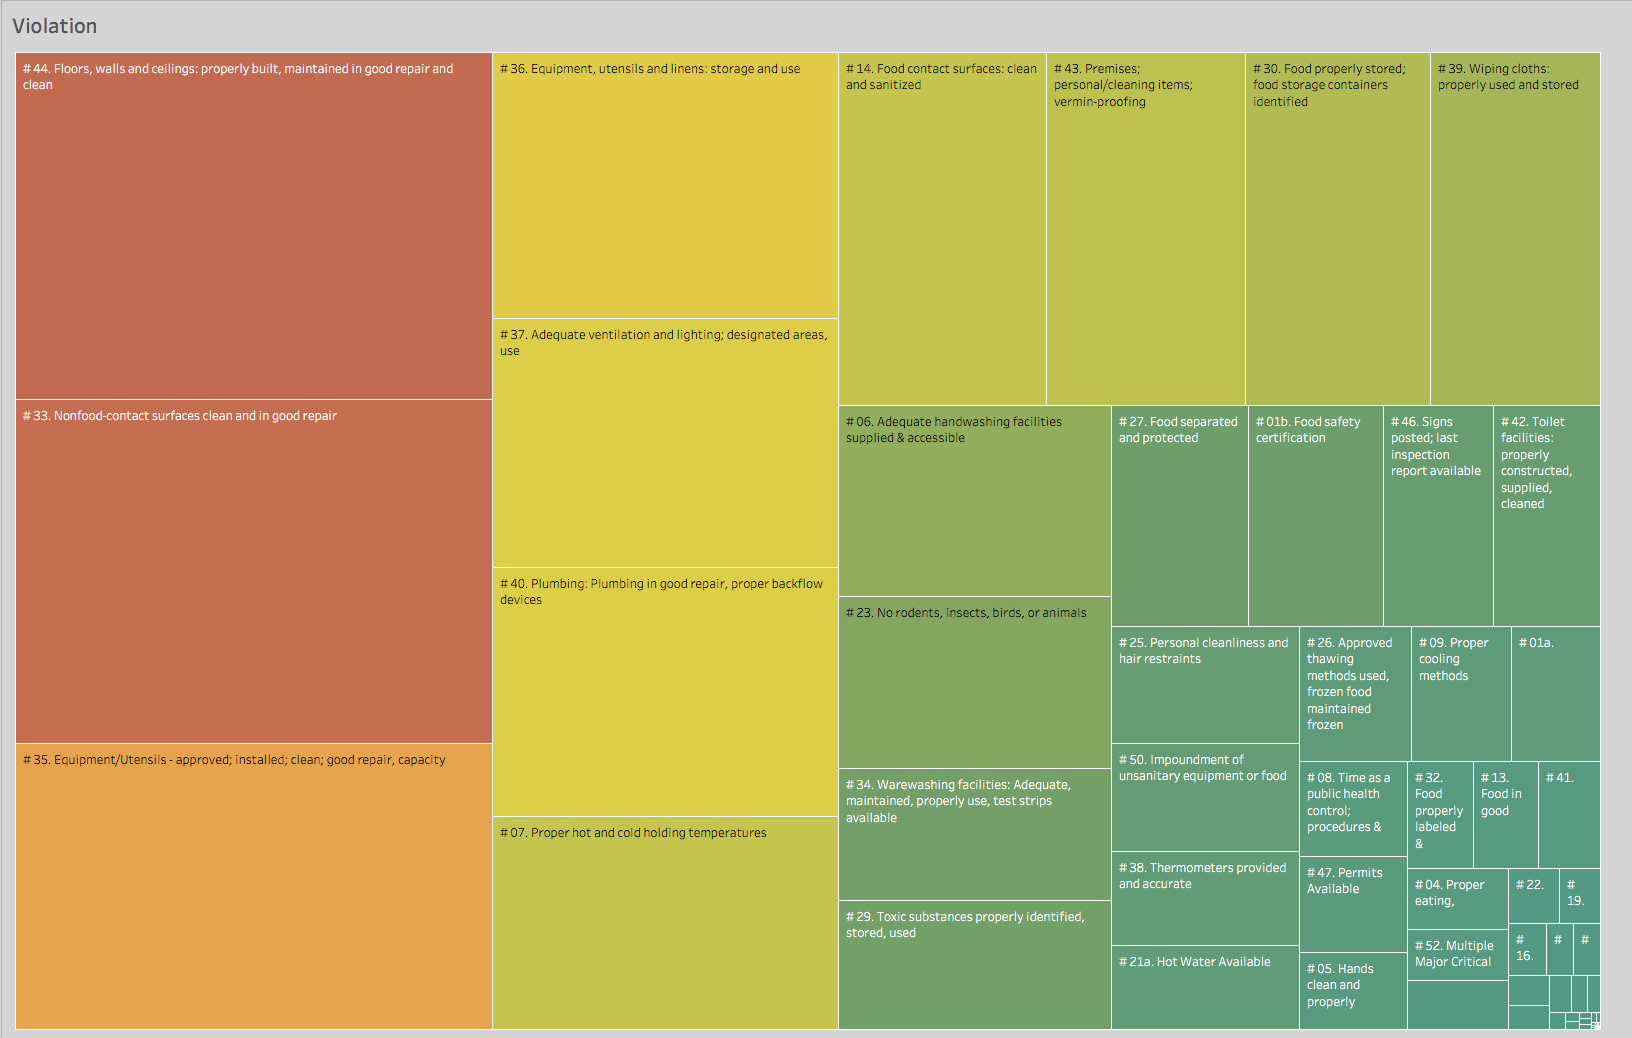 Violation
# 44. Floors, walls and ceilings: properly built, maintained in good repair and
clean
# 33. Nonfood-contact surfaces clean and in good repair
# 35. Equipment/Utensils - approved; installed; clean; good repair, capacity
# 36. Equipment, utensils and linens: storage and use
# 37. Adequate ventilation and lighting; designated areas,
use
# 40. Plumbing: Plumbing in good repair, proper backflow
devices
# 07. Proper hot and cold holding temperatures
# 14. Food contact surfaces: clean
and sanitized
# 43. Premises;
personal/cleaning items;
vermin-proofing
# 30. Food properly stored;
food storage containers
identified
# 39. Wiping cloths:
properly used and stored
# 06. Adequate handwashing facilities
supplied & accessible
# 23. No rodents, insects, birds, or animals
# 34. Warewashing facilities: Adequate,
maintained, properly use, test strips
available
# 29. Toxic substances properly identified,
stored, used
# 27. Food separated
and protected
# 01b. Food safety
certification
# 46. Signs
posted; last
inspection
report available
# 42. Toilet
facilities:
properly
constructed,
supplied,
cleaned
# 25. Personal cleanliness and
hair restraints
# 50. Impoundment of
unsanitary equipment or food
# 38. Thermometers provided
and accurate
# 21a. Hot Water Available
# 26. Approved
thawing
methods used,
frozen food
maintained
frozen
# 09. Proper
cooling
methods
# 01a.
# 08. Time as a
public health
control;
procedures &
# 47. Permits
Available
# 05. Hands
clean and
properly
# 32.
Food
properly
labeled
&
# 13.
Food in
good
# 41.
# 04. Proper
eating,
# 52. Multiple
Major Critical
# 22.
#
19.
#
16.
#
#